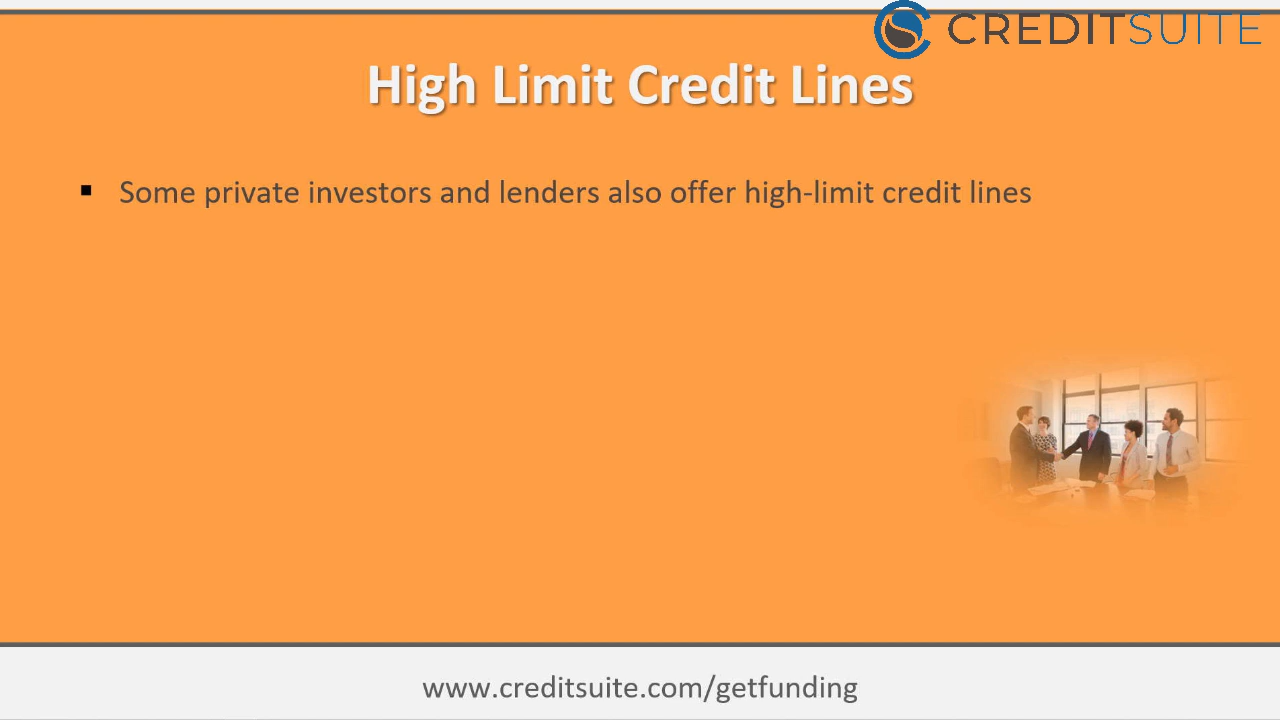 CREDITSUITE
High Limit Credit Lines
▪ Some private investors and lenders also offer high-limit credit lines
www.creditsuite.com/getfunding